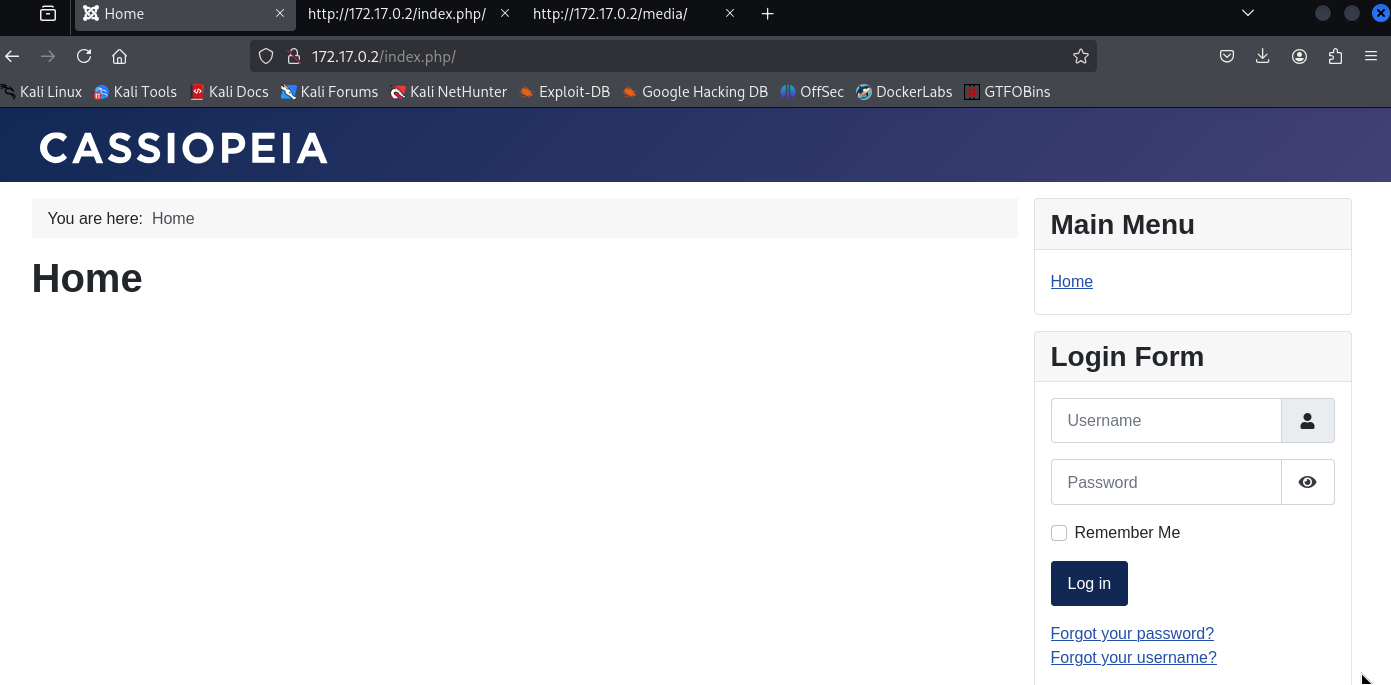 Home
http://172.17.0.2/index.php/
http://172.17.0.2/media/
172.17.0.2/index.php/
Kali Linux
Kali Tools
Kali Docs
Kali Forums
Kali NetHunter
Exploit-DB
Google Hacking DB
OffSec
DockerLabs
GTFOBins
CASSIOPEIA
You are here: Home
Home
Main Menu
Home
Login Form
Username
Password
Remember Me
Log in
Forgot your password?
Forgot your username?